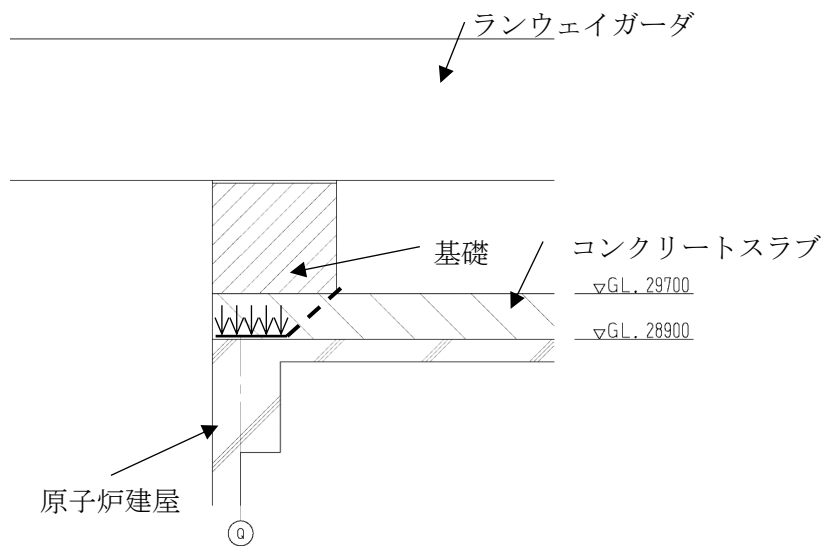 ランウェイガーダ
基礎
コンクリートスラブ
▽GL. 29700
▽GL. 28900
原子炉建屋
Q